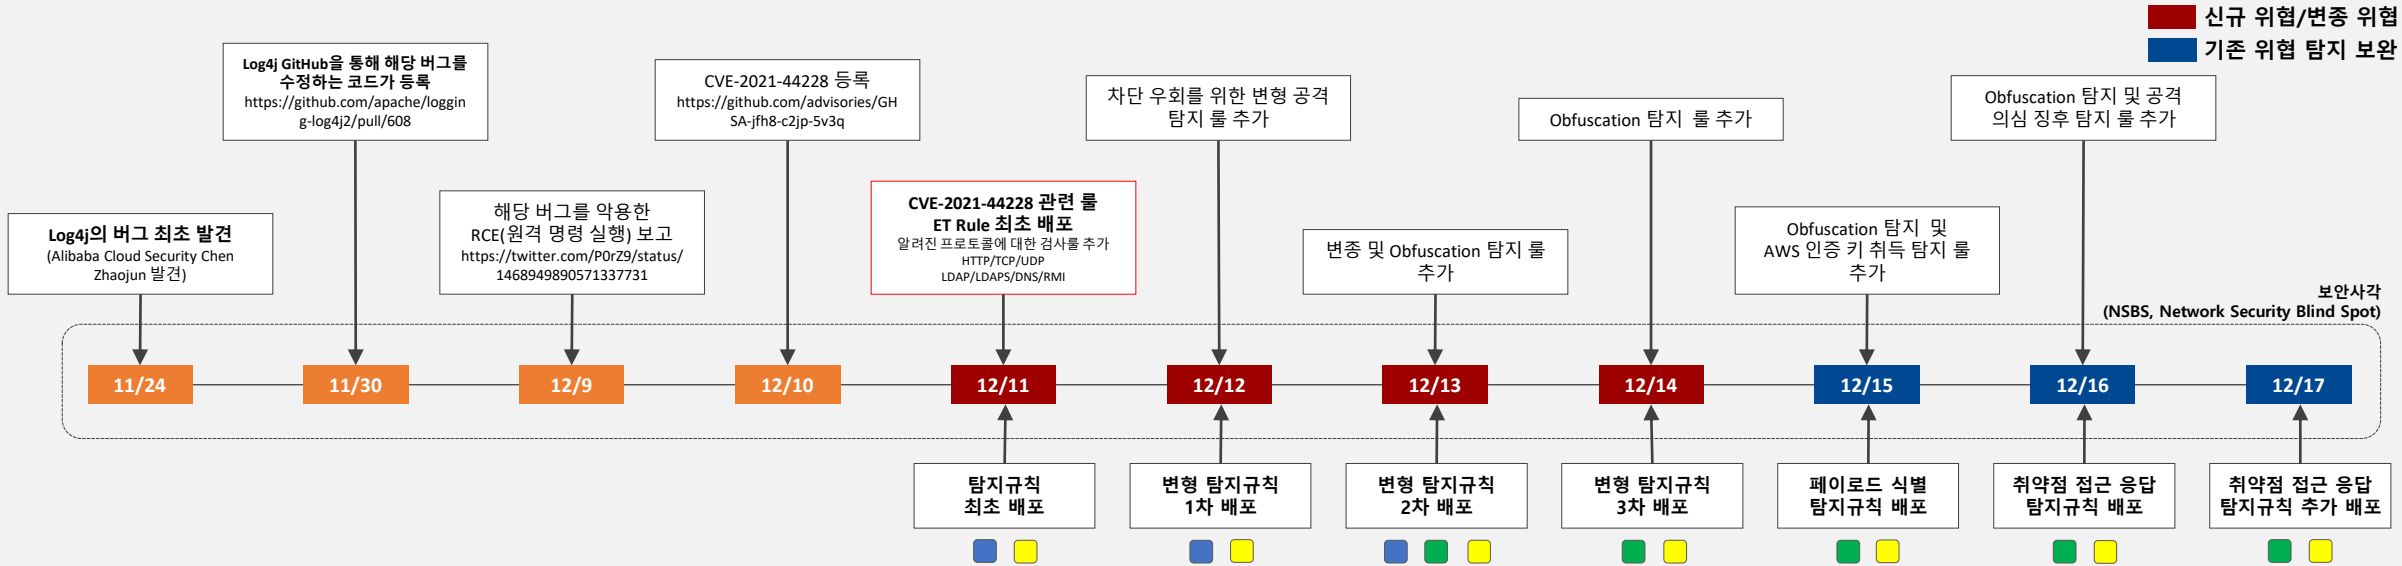 신규 위협/변종 위협
기존 위협 탐지 보완
Log4j GitHub을 통해 해당 버그를
수정하는 코드가 등록
https://github.com/apache/loggin
g-log4j2/pull/608
CVE-2021-44228 등록
https://github.com/advisories/GH
SA-jfh8-c2jp-5v3q
차단 우회를 위한 변형 공격
탐지 룰 추가
Obfuscation 탐지 룰 추가
Obfuscation 탐지 및 공격
의심 징후 탐지 룰 추가
Log4j의 버그 최초 발견
(Alibaba Cloud Security Chen
Zhaojun 발견)
해당 버그를 악용한
RCE(원격 명령 실행) 보고
https://twitter.com/P0rZ9/status/
1468949890571337731
CVE-2021-44228 관련 룰
ET Rule 최초 배포
알려진 프로토콜에 대한 검사룰 추가
HTTP/TCP/UDP
LDAP/LDAPS/DNS/RMI
변종 및 Obfuscation 탐지 룰
추가
Obfuscation 탐지 및
AWS 인증 키 취득 탐지 룰
추가
보안사각
(NSBS, Network Security Blind Spot)
11/24
11/30
12/9
12/10
12/11
12/12
12/13
12/14
12/15
12/16
12/17
탐지규칙
최초 배포
변형 탐지규칙
1차 배포
변형 탐지규칙
2차 배포
변형 탐지규칙
3차 배포
페이로드 식별
탐지규칙 배포
취약점 접근 응답
탐지규칙 배포
취약점 접근 응답
탐지규칙 추가 배포